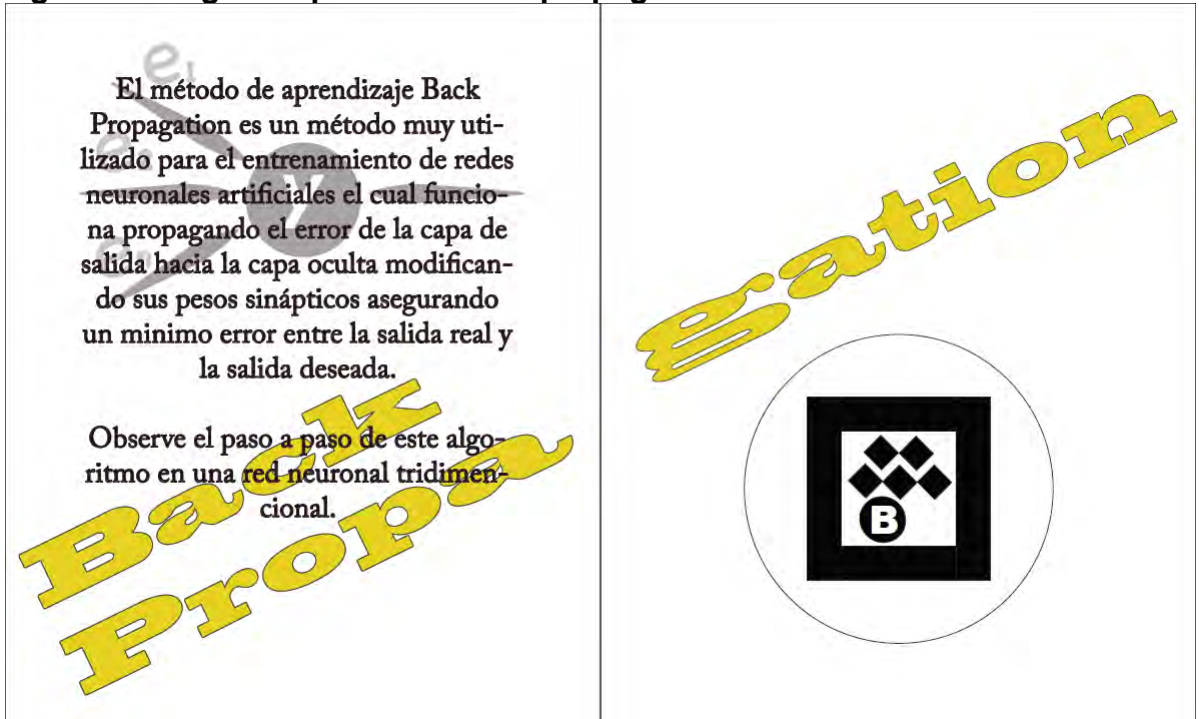 e1
El método de aprendizaje Back
Propagation es un método muy uti-
lizado para el entrenamiento de redes
neuronales artificiales el cual funcio-
na propagando el error de la capa de
salida hacia la capa oculta modifican-
do sus pesos sinápticos asegurando
un minimo error entre la salida real y
la salida deseada.
Y
Observe el paso a paso de este algo-
ritmo en una red neuronal tridimen-
cional.
Back
Propa
gation
B